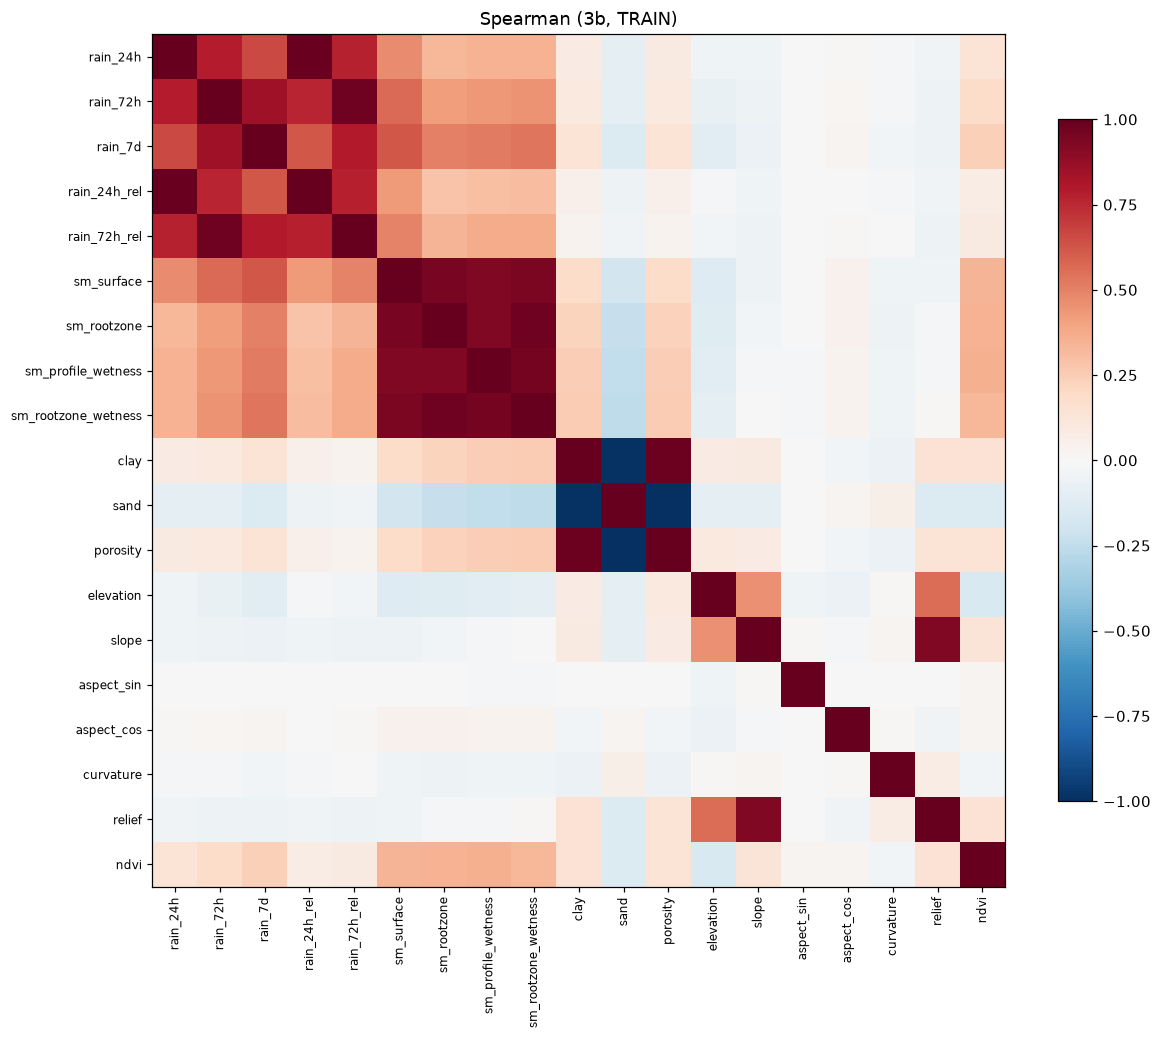 Spearman (3b, TRAIN)
rain_24h
rain_72h
rain_7d
rain_24h_rel
rain_72h_rel
sm_surface
sm_rootzone
sm_profile_wetness
sm_rootzone_wetness
clay
sand
porosity
elevation
slope
aspect_sin
aspect_cos
curvature
relief
ndvi
rain_24h
rain_72h
rain_7d
rain_24h_rel
rain_72h_rel
sm_surface
sm_rootzone
sm_profile_wetness
sm_rootzone_wetness
clay
sand
porosity
elevation
slope
aspect_sin
aspect_cos
curvature
relief
ndvi
1.00
0.75
0.50
0.25
0.00
−0.25
−0.50
−0.75
−1.00